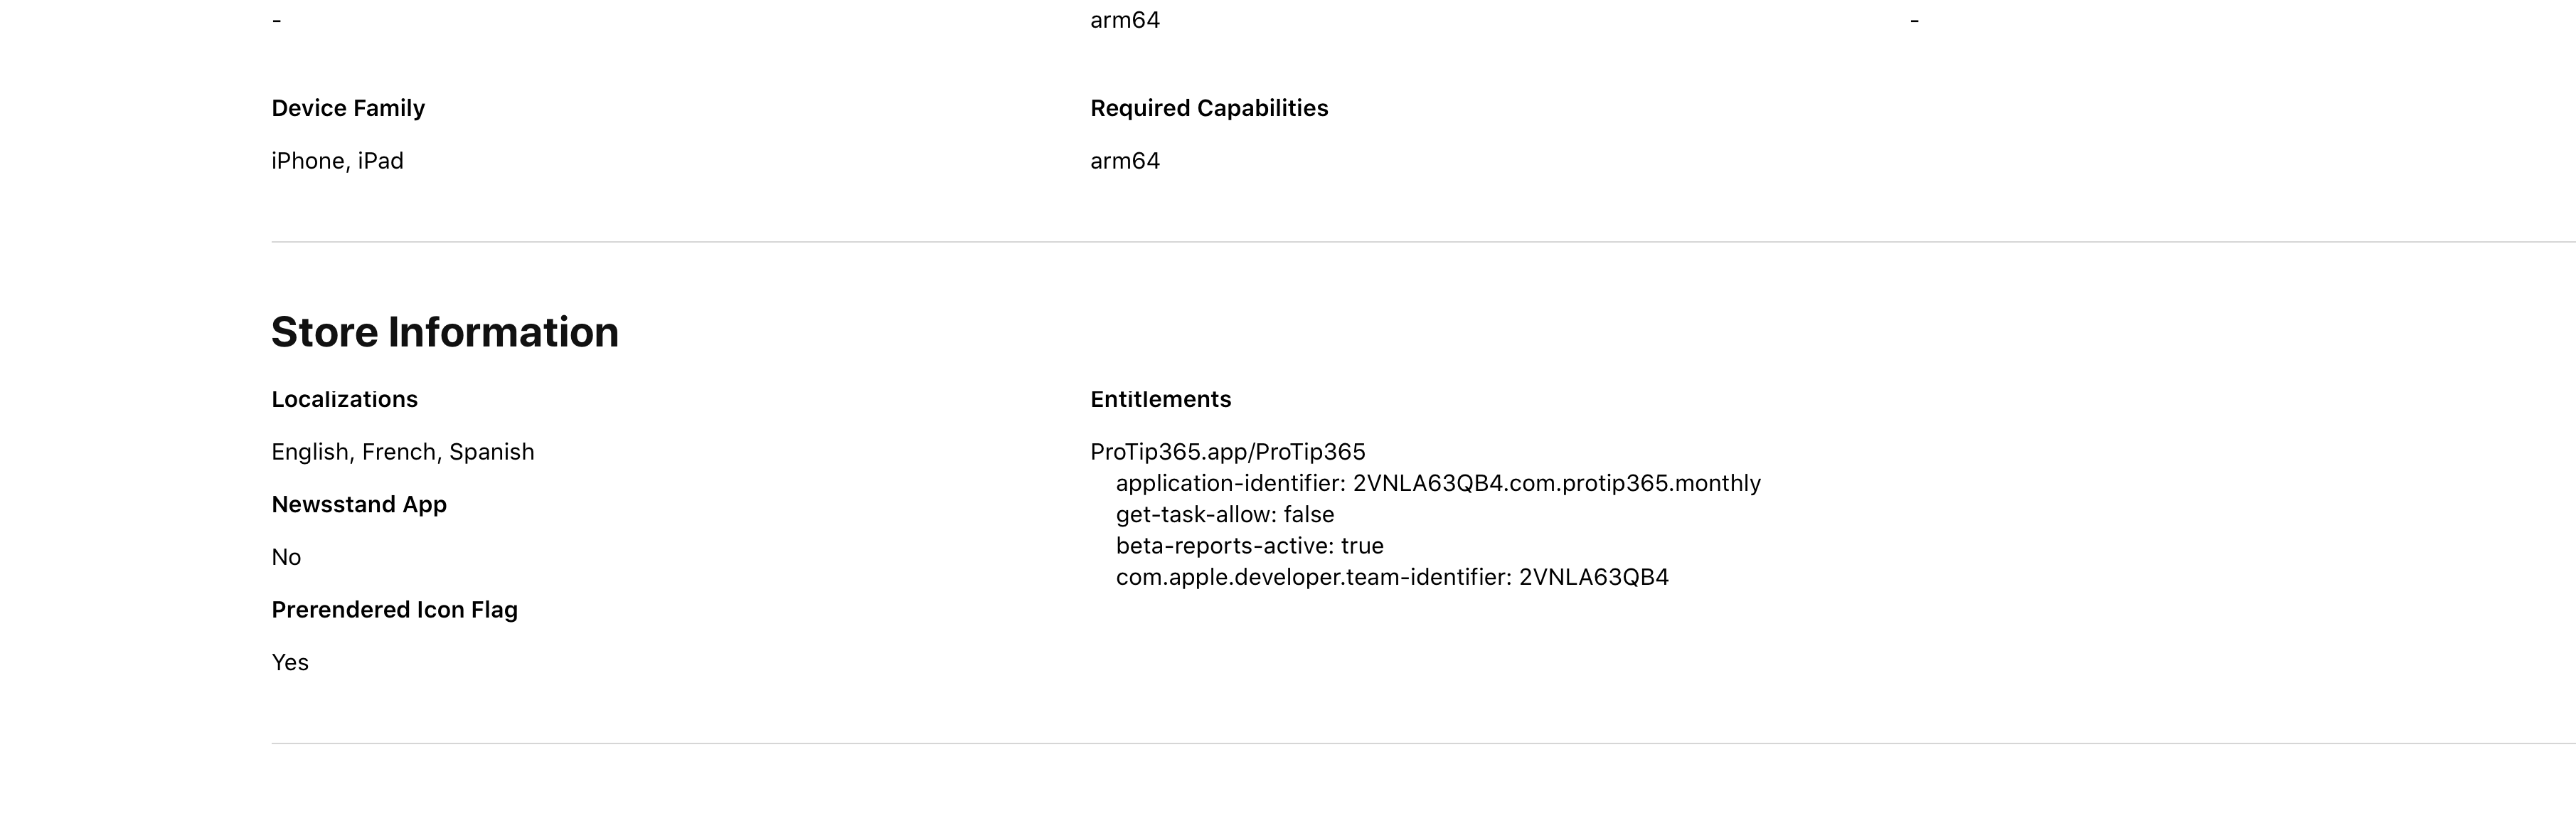 -
arm64
-
Device Family
iPhone, iPad
Required Capabilities
arm64
Store Information
Localizations
English, French, Spanish
Newsstand App
No
Prerendered Icon Flag
Yes
Entitlements
ProTip365.app/ProTip365
application-identifier: 2VNLA63QB4.com.protip365.monthly
get-task-allow: false
beta-reports-active: true
com.apple.developer.team-identifier: 2VNLA63QB4